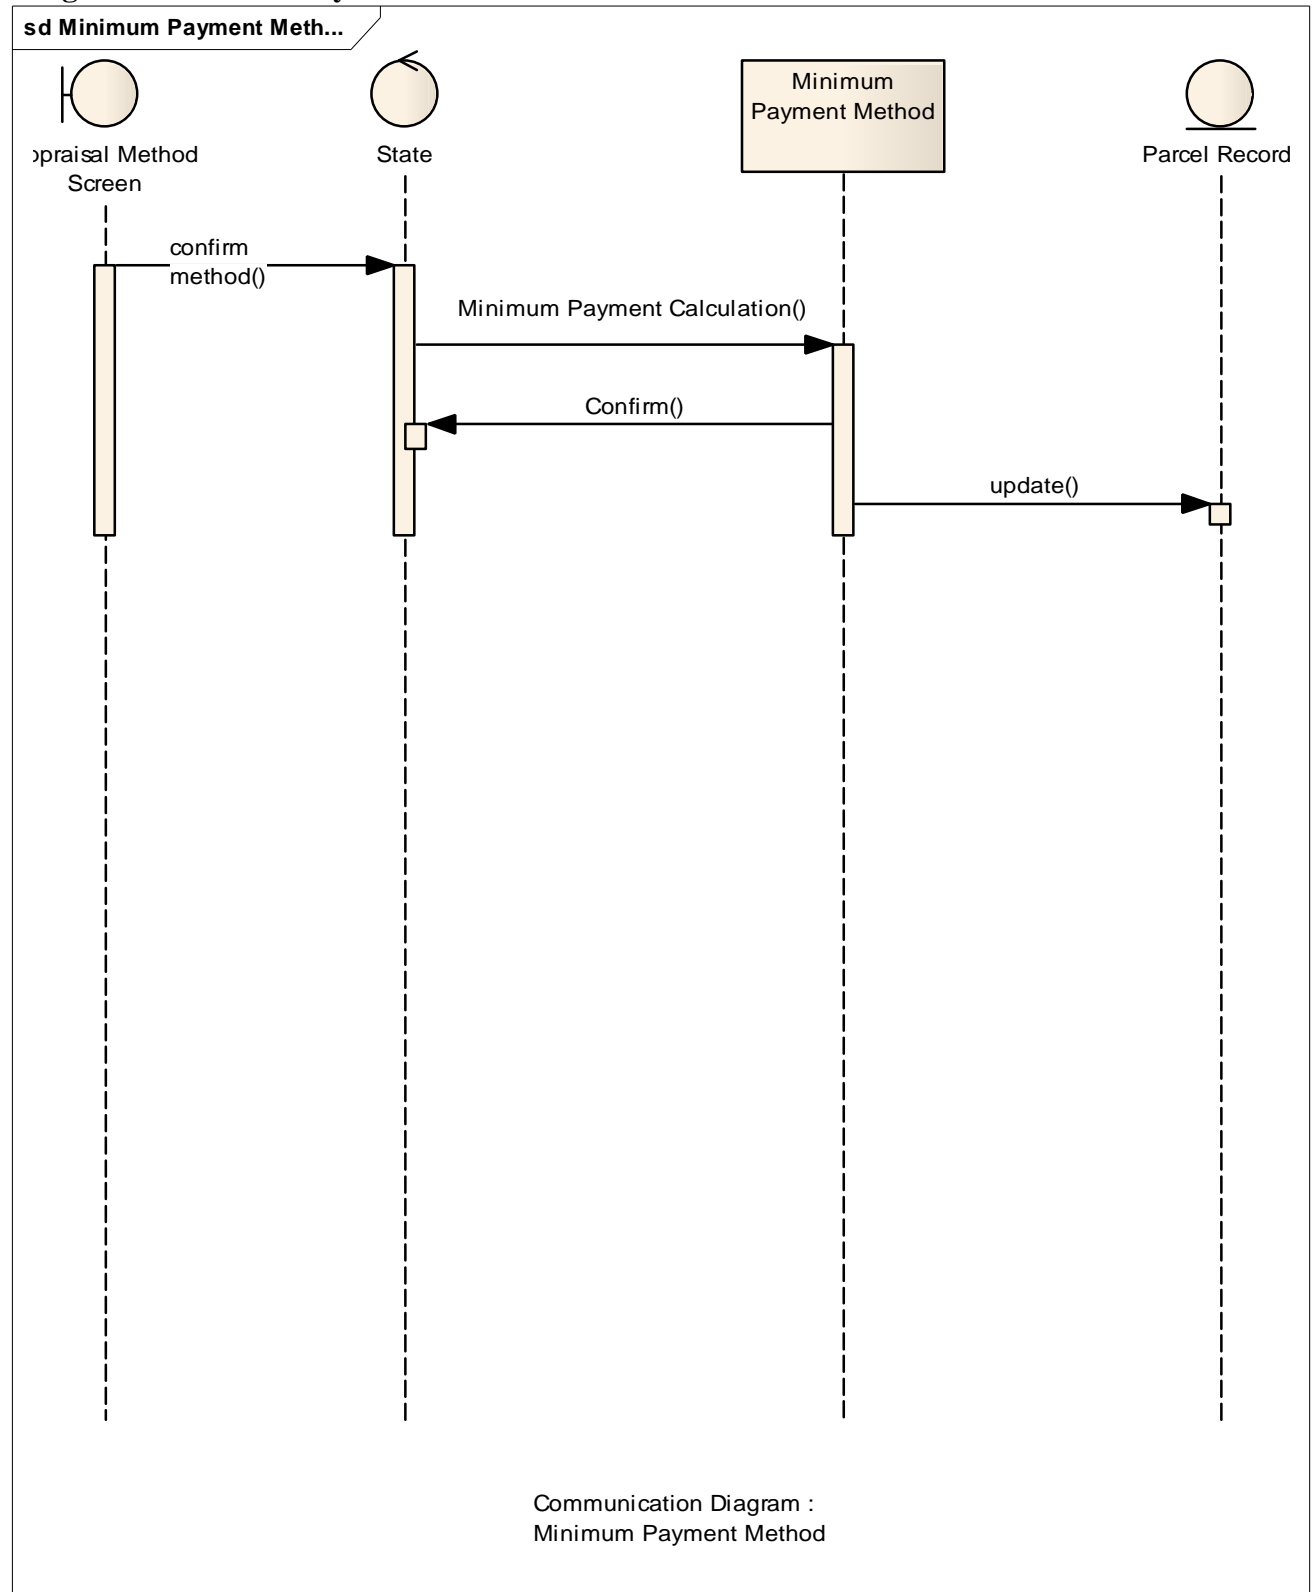 sd Minimum Payment Meth...
Minimum
Payment Method
ppraisal Method
Screen
State
Parcel Record
confirm
method()
Minimum Payment Calculation()
Confirm()
update()
Communication Diagram :
Minimum Payment Method